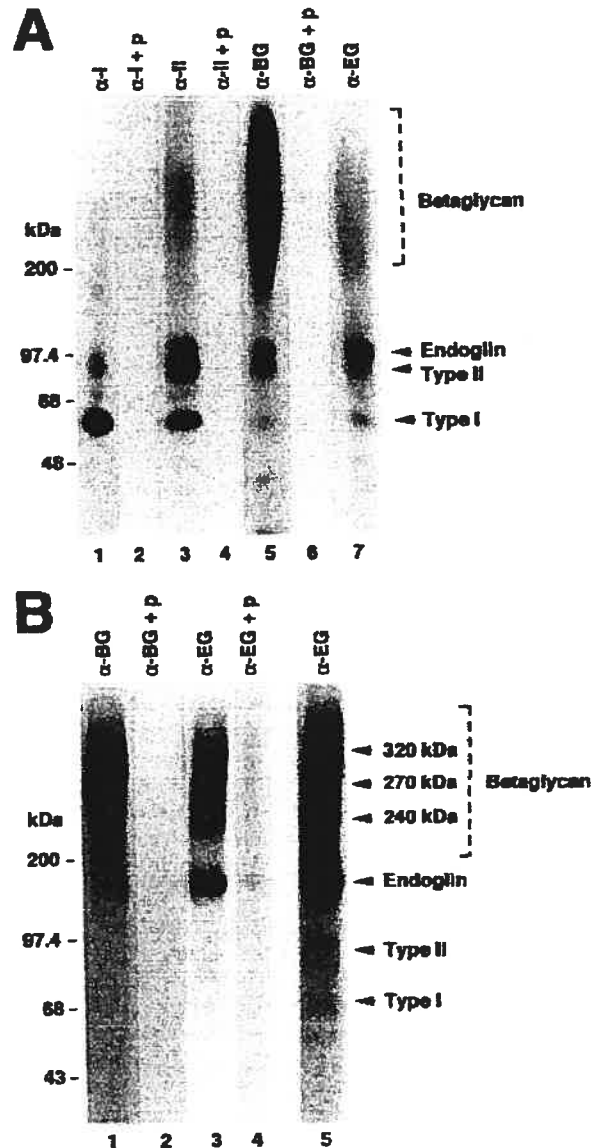 A
α-I
α-I + p
α-II
α-II + p
α-BG
α-BG + p
α-EG
Betaglycan
kDa
200 -
97.4 -
Endoglin
Type II
68 -
Type I
46 -
1 2 3 4 5 6 7
B
α-BG
α-BG + p
α-EG
α-EG + p
α-EG
320 kDa
270 kDa
Betaglycan
240 kDa
kDa
200 -
Endoglin
97.4 -
Type II
68 -
Type I
43 -
1 2 3 4 5